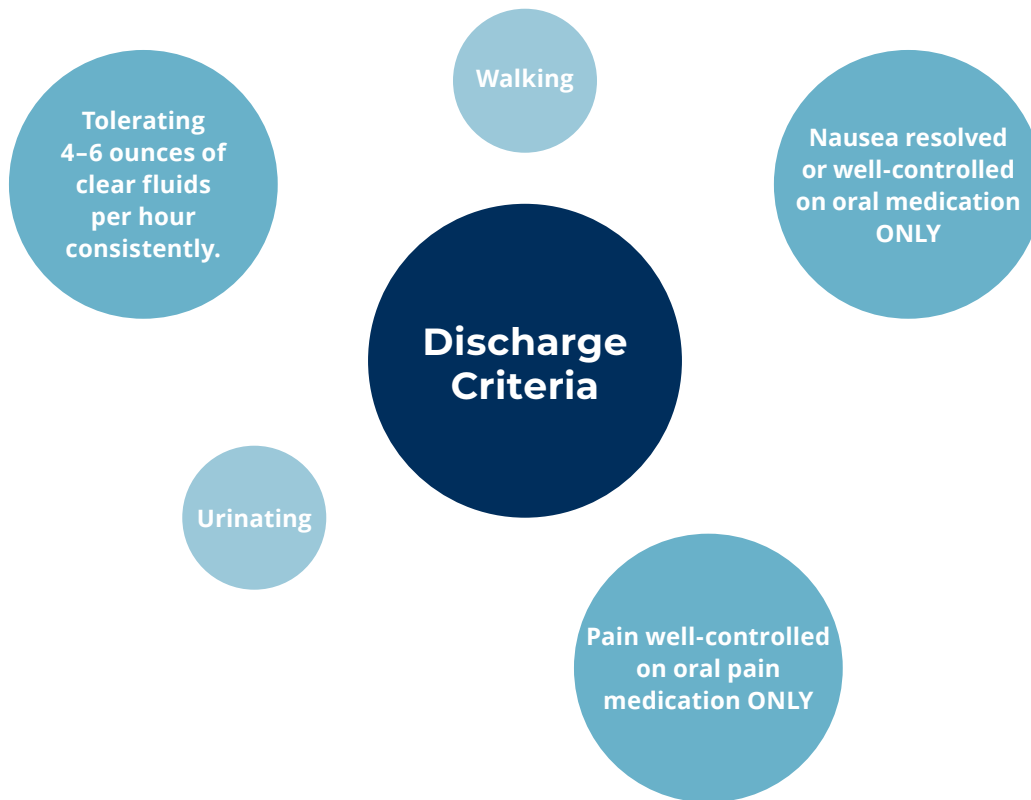 Walking
Tolerating
4–6 ounces of
clear fluids
per hour
consistently.
Nausea resolved
or well-controlled
on oral medication
ONLY
Discharge
Criteria
Urinating
Pain well-controlled
on oral pain
medication ONLY